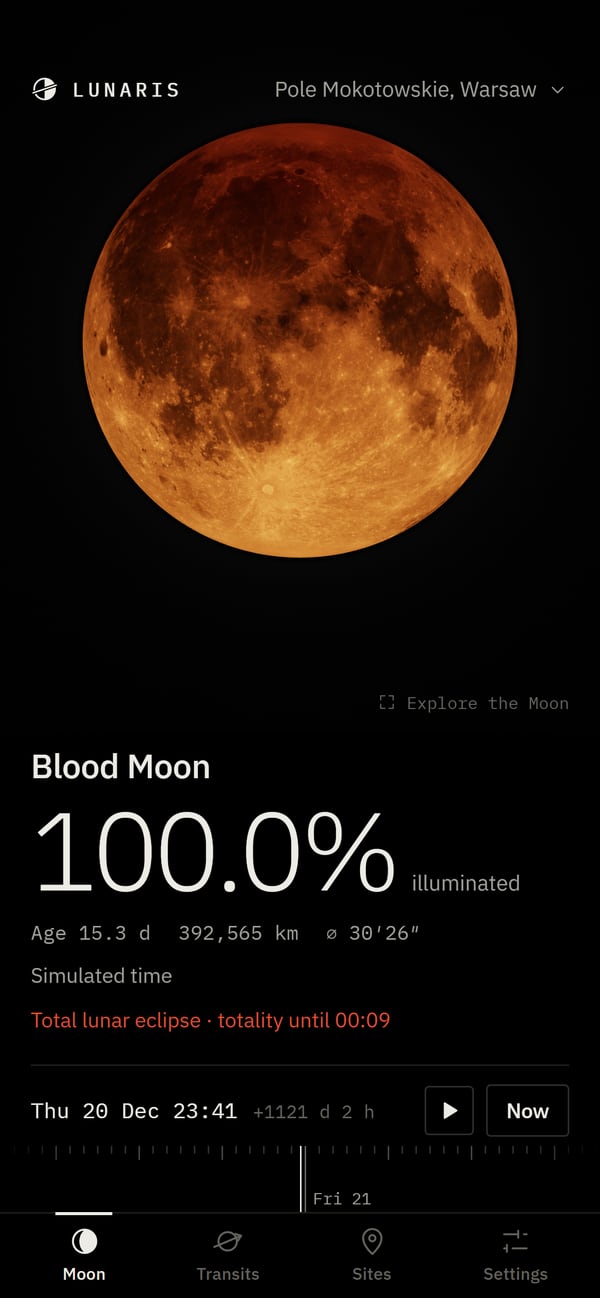 LUNARIS
Pole Mokotowskie, Warsaw
Explore the Moon
Blood Moon
100.0% illuminated
Age 15.3 d 392,565 km ⌀ 30′26″
Simulated time
Total lunar eclipse · totality until 00:09
Thu 20 Dec 23:41 +1121 d 2 h
Now
Fri 21
Moon Transits Sites Settings